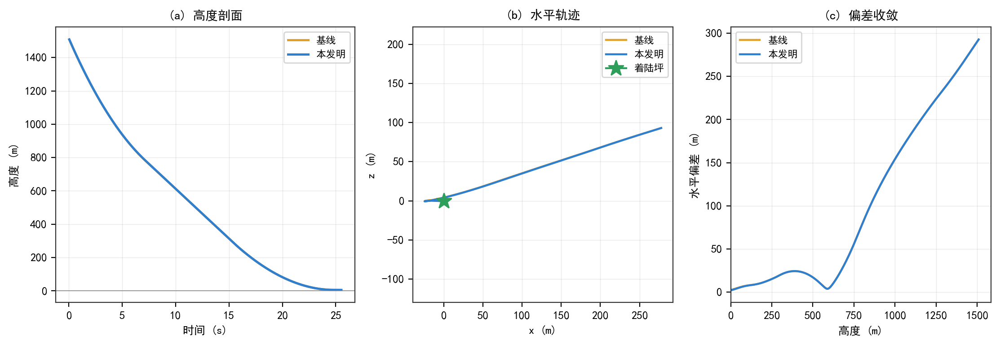 (a) 高度剖面
基线
本发明
1400
1200
1000
800
600
400
200
0
高度 (m)
0 5 10 15 20 25
时间 (s)
(b) 水平轨迹
基线
本发明
着陆坪
200
150
100
50
0
−50
−100
z (m)
0 50 100 150 200 250
x (m)
(c) 偏差收敛
基线
本发明
300
250
200
150
100
50
0
水平偏差 (m)
0 250 500 750 1000 1250 1500
高度 (m)